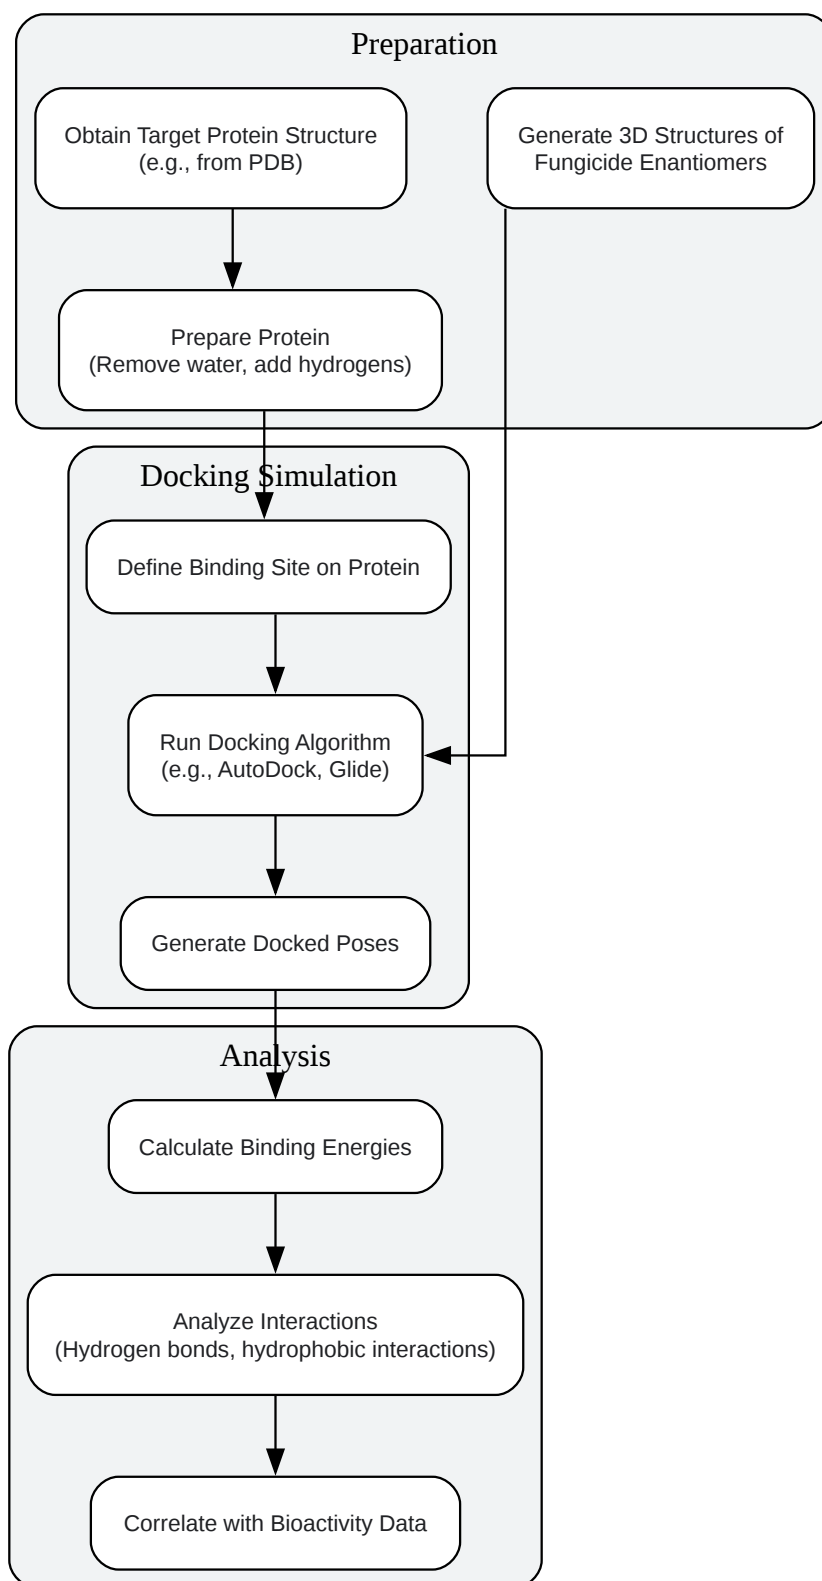 Preparation
Obtain Target Protein Structure
(e.g., from PDB)
Generate 3D Structures of
Fungicide Enantiomers
Prepare Protein
(Remove water, add hydrogens)
Docking Simulation
Define Binding Site on Protein
Run Docking Algorithm
(e.g., AutoDock, Glide)
Generate Docked Poses
Analysis
Calculate Binding Energies
Analyze Interactions
(Hydrogen bonds, hydrophobic interactions)
Correlate with Bioactivity Data